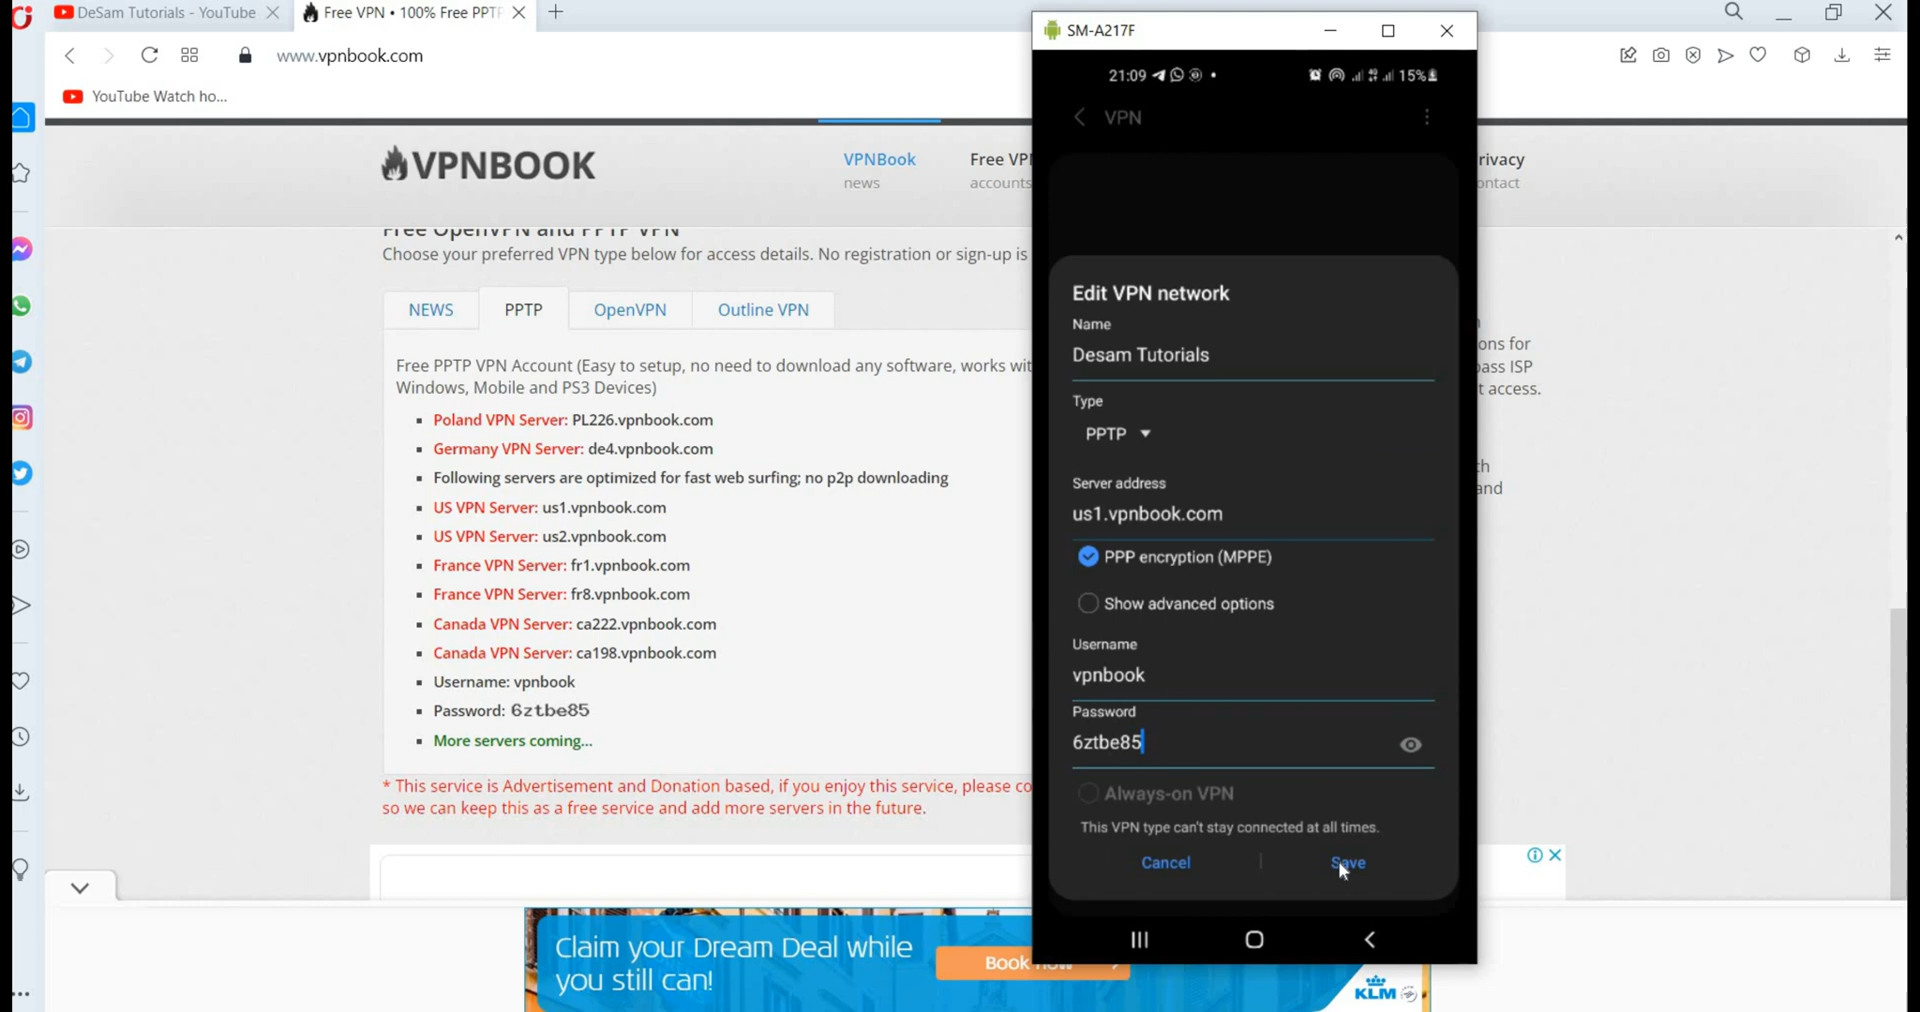 DeSam Tutorials - YouTube
Free VPN • 100% Free PPTP
www.vpnbook.com
YouTube Watch ho...
VPNBOOK
VPNBook
news
Free VP
accounts
rivacy
ontact
Free OpenVPN and PPTP VPN
Choose your preferred VPN type below for access details. No registration or sign-up is
NEWS
PPTP
OpenVPN
Outline VPN
Free PPTP VPN Account (Easy to setup, no need to download any software, works wit
Windows, Mobile and PS3 Devices)
Poland VPN Server: PL226.vpnbook.com
Germany VPN Server: de4.vpnbook.com
Following servers are optimized for fast web surfing; no p2p downloading
US VPN Server: us1.vpnbook.com
US VPN Server: us2.vpnbook.com
France VPN Server: fr1.vpnbook.com
France VPN Server: fr8.vpnbook.com
Canada VPN Server: ca222.vpnbook.com
Canada VPN Server: ca198.vpnbook.com
Username: vpnbook
Password: 6ztbe85
More servers coming...
* This service is Advertisement and Donation based, if you enjoy this service, please co
so we can keep this as a free service and add more servers in the future.
ons for
pass ISP
t access.
ch
and
SM-A217F
21:09
15%
VPN
Edit VPN network
Name
Desam Tutorials
Type
PPTP
Server address
us1.vpnbook.com
PPP encryption (MPPE)
Show advanced options
Username
vpnbook
Password
6ztbe85
Always-on VPN
This VPN type can't stay connected at all times.
Cancel
Save
Claim your Dream Deal while
you still can!
Book now
KLM